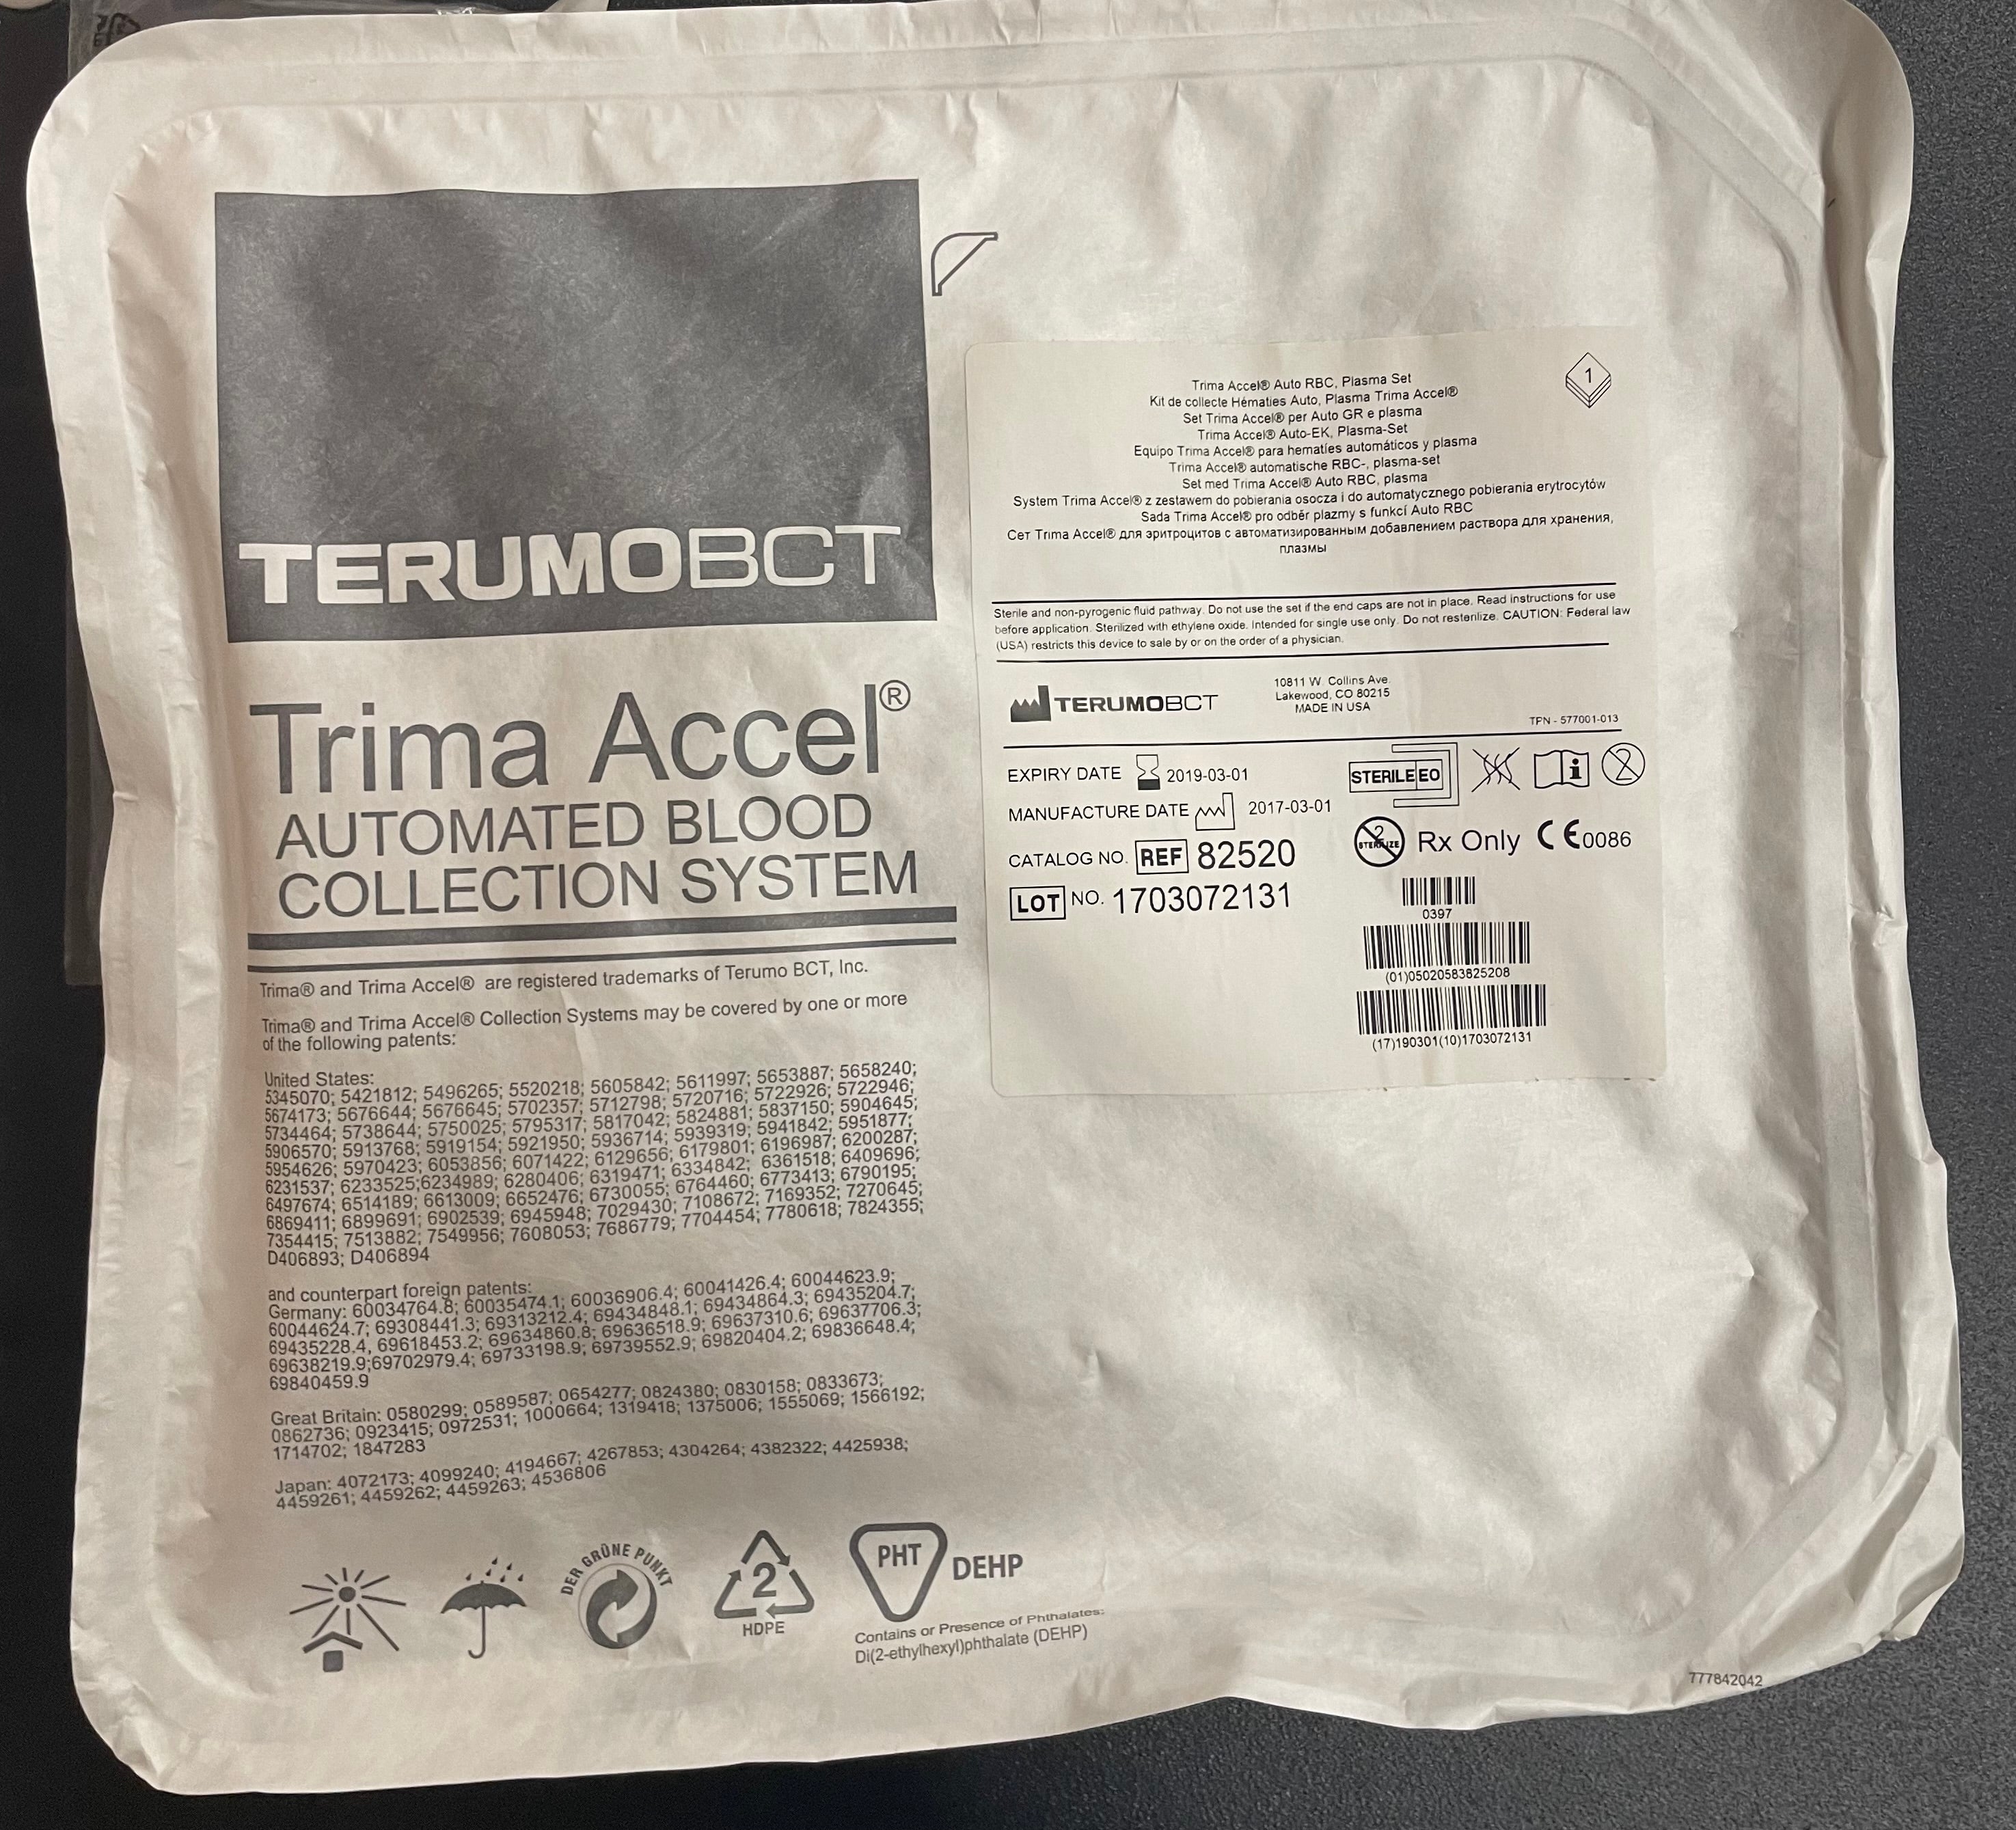 TERUMOBCT
Trima Accel®
AUTOMATED BLOOD
COLLECTION SYSTEM
Trima® and Trima Accel® are registered trademarks of Terumo BCT, Inc.
Trima® and Trima Accel® Collection Systems may be covered by one or more
of the following patents:
United States:
5345070; 5421812; 5496265; 5520218; 5605842; 5611997; 5653887; 5658240;
5674173; 5676644; 5676645; 5702357; 5712798; 5720716; 5722926; 5722946;
5734464; 5738644; 5750025; 5795317; 5817042; 5824881; 5837150; 5904645;
5906570; 5913768; 5919154; 5921950; 5936714; 5939319; 5941842; 5951877;
5954626; 5970423; 6053856; 6071422; 6129656; 6179801; 6196987; 6200287;
6231537; 6233525;6234989; 6280406; 6319471; 6334842; 6361518; 6409696;
6497674; 6514189; 6613009; 6652476; 6730055; 6764460; 6773413; 6790195;
6869411; 6899691; 6902539; 6945948; 7029430; 7108672; 7169352; 7270645;
7354415; 7513882; 7549956; 7608053; 7686779; 7704454; 7780618; 7824355;
D406893; D406894
and counterpart foreign patents:
Germany: 60034764.8; 60035474.1; 60036906.4; 60041426.4; 60044623.9;
60044624.7; 69308441.3; 69313212.4; 69434848.1; 69434864.3; 69435204.7;
69435228.4, 69618453.2; 69634860.8; 69636518.9; 69637310.6; 69637706.3;
69638219.9;69702979.4; 69733198.9; 69739552.9; 69820404.2; 69836648.4;
69840459.9
Great Britain: 0580299; 0589587; 0654277; 0824380; 0830158; 0833673;
0862736; 0923415; 0972531; 1000664; 1319418; 1375006; 1555069; 1566192;
1714702; 1847283
Japan: 4072173; 4099240; 4194667; 4267853; 4304264; 4382322; 4425938;
4459261; 4459262; 4459263; 4536806
DER GRÜNE PUNKT
2
HDPE
PHT
DEHP
Contains or Presence of Phthalates:
Di(2-ethylhexyl)phthalate (DEHP)
1
Trima Accel® Auto RBC, Plasma Set
Kit de collecte Hématies Auto, Plasma Trima Accel®
Set Trima Accel® per Auto GR e plasma
Trima Accel® Auto-EK, Plasma-Set
Equipo Trima Accel® para hematíes automáticos y plasma
Trima Accel® automatische RBC-, plasma-set
Set med Trima Accel® Auto RBC, plasma
System Trima Accel® z zestawem do pobierania osocza i do automatycznego pobierania erytrocytów
Sada Trima Accel® pro odběr plazmy s funkcí Auto RBC
Сет Trima Accel® для эритроцитов с автоматизированным добавлением раствора для хранения,
плазмы
Sterile and non-pyrogenic fluid pathway. Do not use the set if the end caps are not in place. Read instructions for use
before application. Sterilized with ethylene oxide. Intended for single use only. Do not resterilize. CAUTION: Federal law
(USA) restricts this device to sale by or on the order of a physician.
TERUMOBCT
10811 W. Collins Ave.
Lakewood, CO 80215
MADE IN USA
TPN - 577001-013
EXPIRY DATE 2019-03-01
MANUFACTURE DATE 2017-03-01
CATALOG NO. REF 82520
LOT NO. 1703072131
STERILE EO
i
2
2
STERILIZE
Rx Only CE0086
0397
(01)05020583825208
(17)190301(10)1703072131
777842042